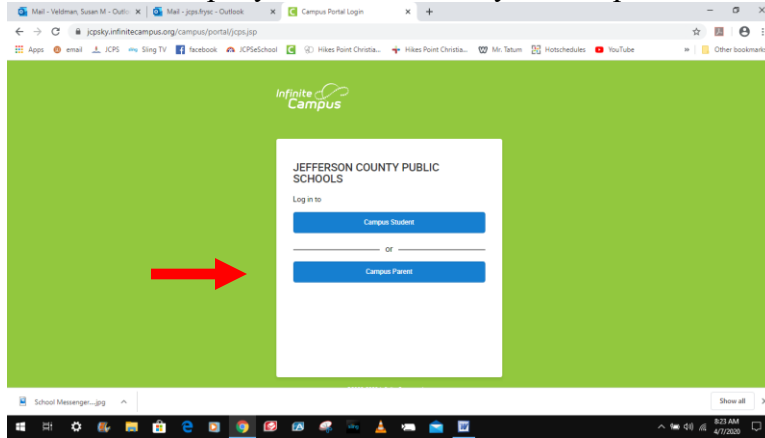 Mail - Veldman, Susan M - Outlo
Mail - jcps.frysc - Outlook
Campus Portal Login
jcpsky.infinitecampus.org/campus/portal/jcps.jsp
Apps
email
JCPS
Sling TV
facebook
JCPSeSchool
Hikes Point Christia...
Hikes Point Christia...
Mr. Tatum
Hotschedules
YouTube
Other bookmarks
Infinite
Campus
JEFFERSON COUNTY PUBLIC
SCHOOLS
Log in to
Campus Student
or
Campus Parent
School Messenger....jpg
Show all
8:23 AM
4/7/2020